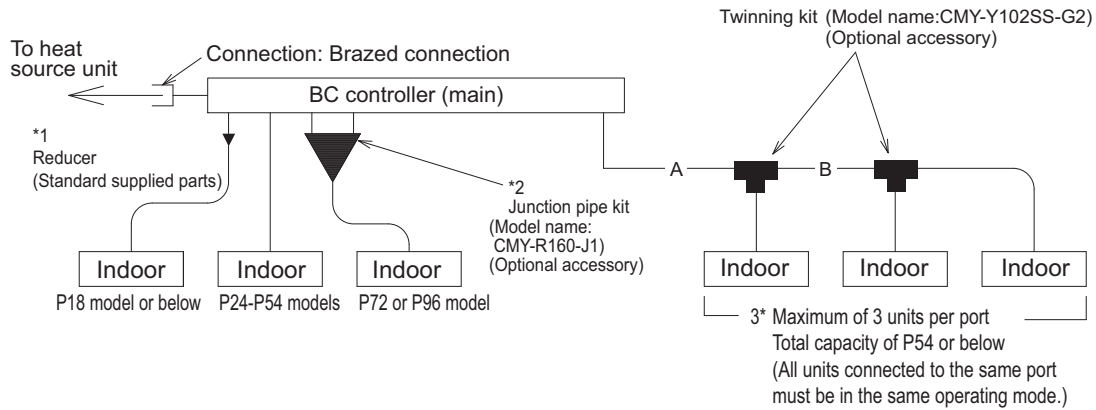 Twinning kit (Model name:CMY-Y102SS-G2)
(Optional accessory)
To heat
source unit
Connection: Brazed connection
BC controller (main)
*1
Reducer
(Standard supplied parts)
*2
Junction pipe kit
(Model name:
CMY-R160-J1)
(Optional accessory)
A
B
Indoor
Indoor
Indoor
Indoor
Indoor
Indoor
P18 model or below
P24-P54 models
P72 or P96 model
3* Maximum of 3 units per port
Total capacity of P54 or below
(All units connected to the same port
must be in the same operating mode.)